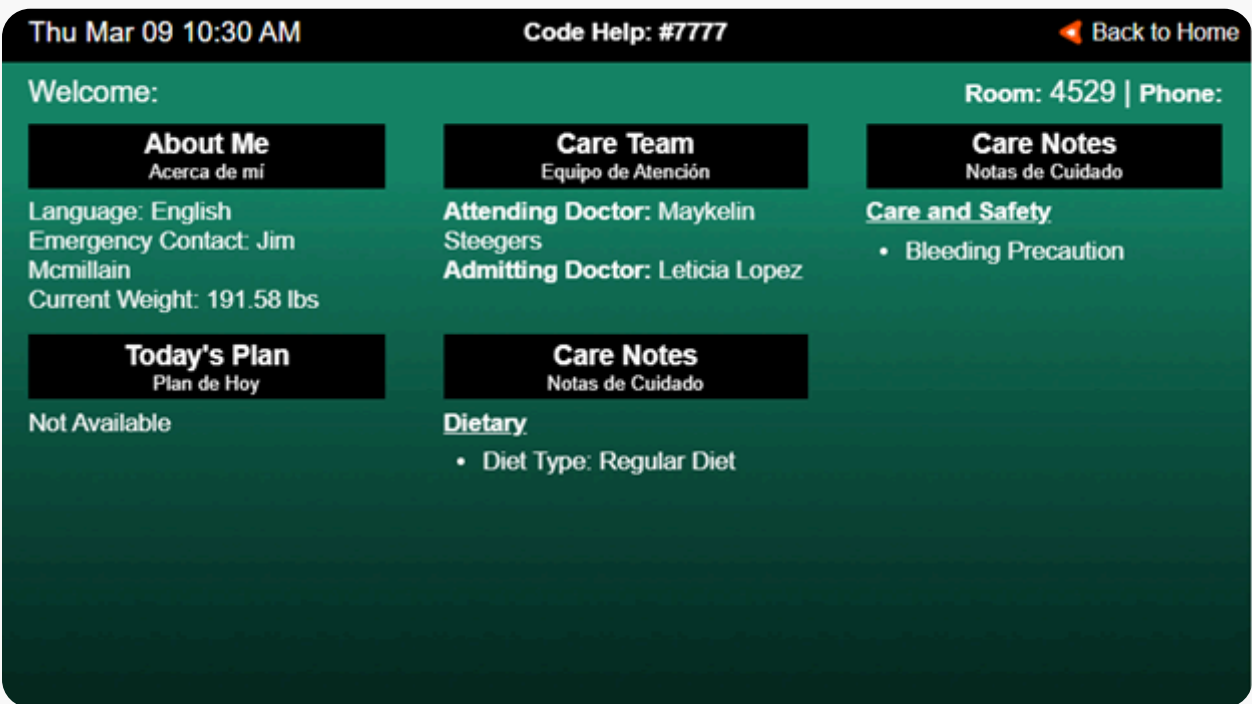 Thu Mar 09 10:30 AM
Code Help: #7777
Back to Home
Welcome:
Room: 4529 | Phone:
About Me
Acerca de mí
Language: English
Emergency Contact: Jim
Mcmillain
Current Weight: 191.58 lbs
Care Team
Equipo de Atención
Attending Doctor: Maykelin
Steegers
Admitting Doctor: Leticia Lopez
Care Notes
Notas de Cuidado
Care and Safety
• Bleeding Precaution
Today's Plan
Plan de Hoy
Not Available
Care Notes
Notas de Cuidado
Dietary
• Diet Type: Regular Diet